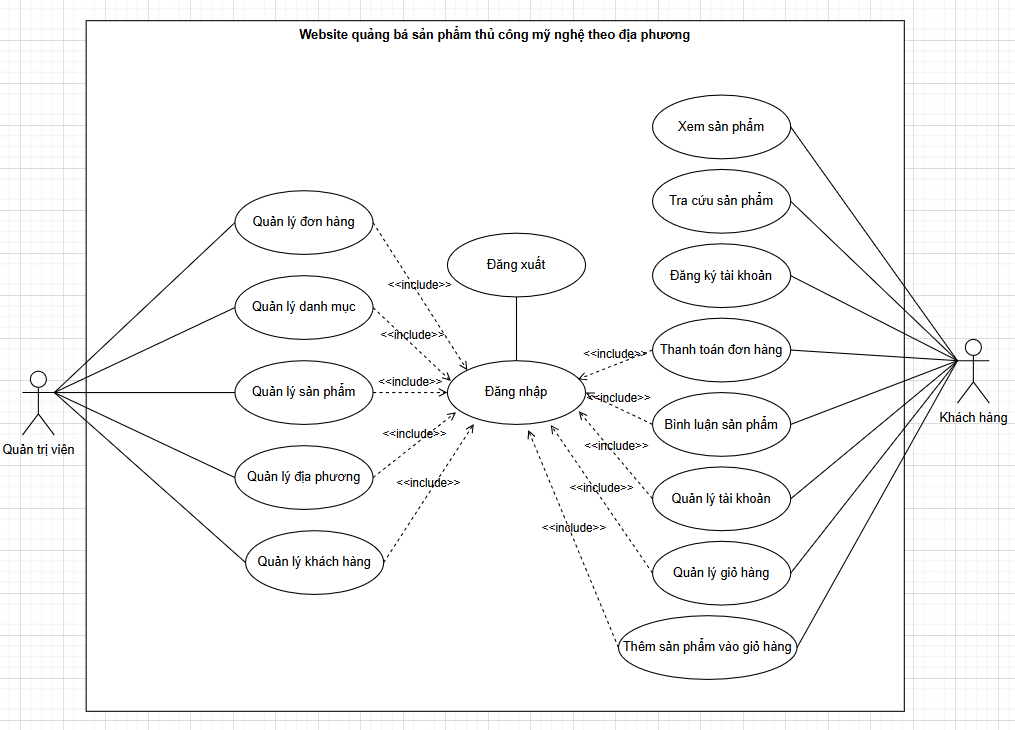 Website quảng bá sản phẩm thủ công mỹ nghệ theo địa phương
Xem sản phẩm
Tra cứu sản phẩm
Quản lý đơn hàng
Đăng xuất
Đăng ký tài khoản
<<include>>
Quản lý danh mục
<<include>>
Thanh toán đơn hàng
<<include>>
<<include>>
Quản lý sản phẩm
Đăng nhập
<<include>>
Khách hàng
Bình luận sản phẩm
<<include>>
<<include>>
Quản trị viên
Quản lý địa phương
<<include>>
<<include>>
Quản lý tài khoản
<<include>>
Quản lý khách hàng
Quản lý giỏ hàng
Thêm sản phẩm vào giỏ hàng